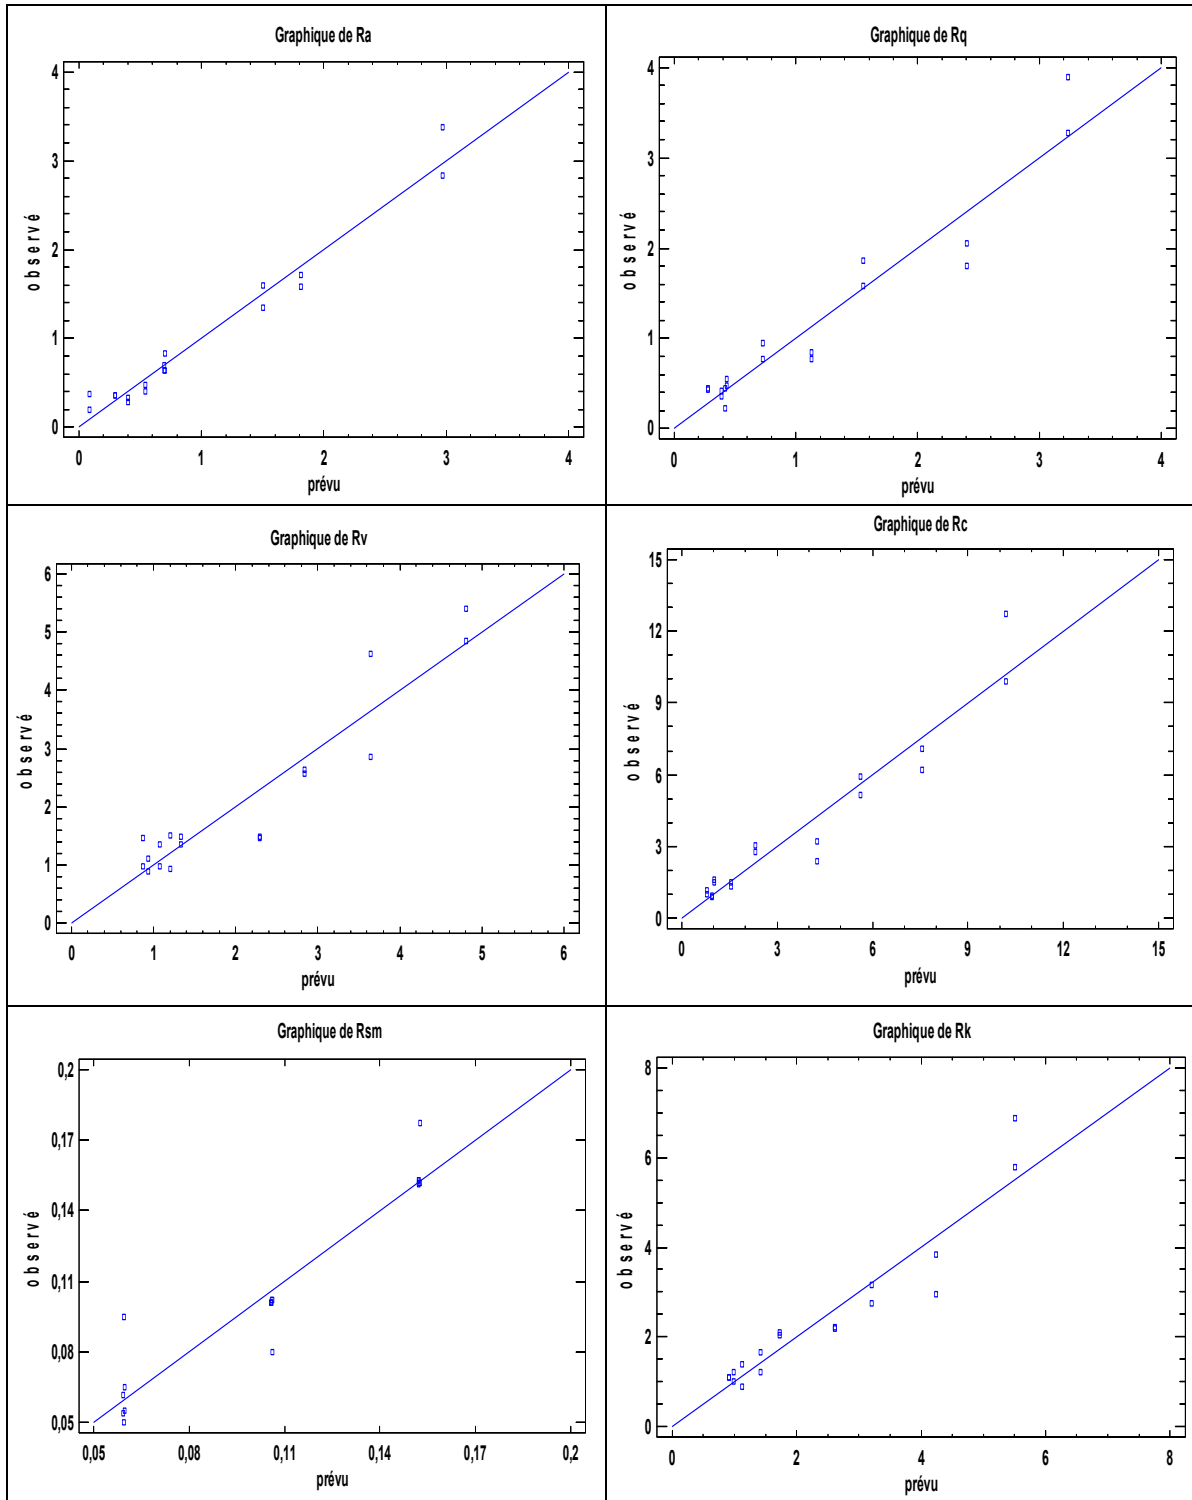 Graphique de Ra
4
3
2
1
0
observé
0 1 2 3 4
prévu
Graphique de Rq
4
3
2
1
0
observé
0 1 2 3 4
prévu
Graphique de Rv
6
5
4
3
2
1
0
observé
0 1 2 3 4 5 6
prévu
Graphique de Rc
15
12
9
6
3
0
observé
0 3 6 9 12 15
prévu
Graphique de Rsm
0,2
0,17
0,14
0,11
0,08
0,05
observé
0,05 0,08 0,11 0,14 0,17 0,2
prévu
Graphique de Rk
8
6
4
2
0
observé
0 2 4 6 8
prévu